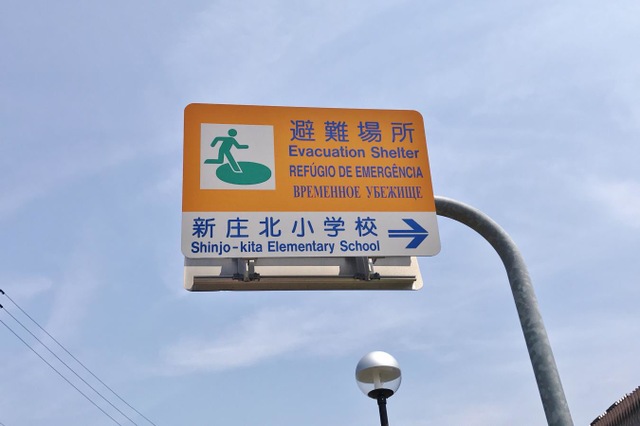 避難場所
Evacuation Shelter
REFÚGIO DE EMERGÊNCIA
ВРЕМЕННОЕ УБЕЖИЩЕ
新庄北小学校
Shinjo-kita Elementary School